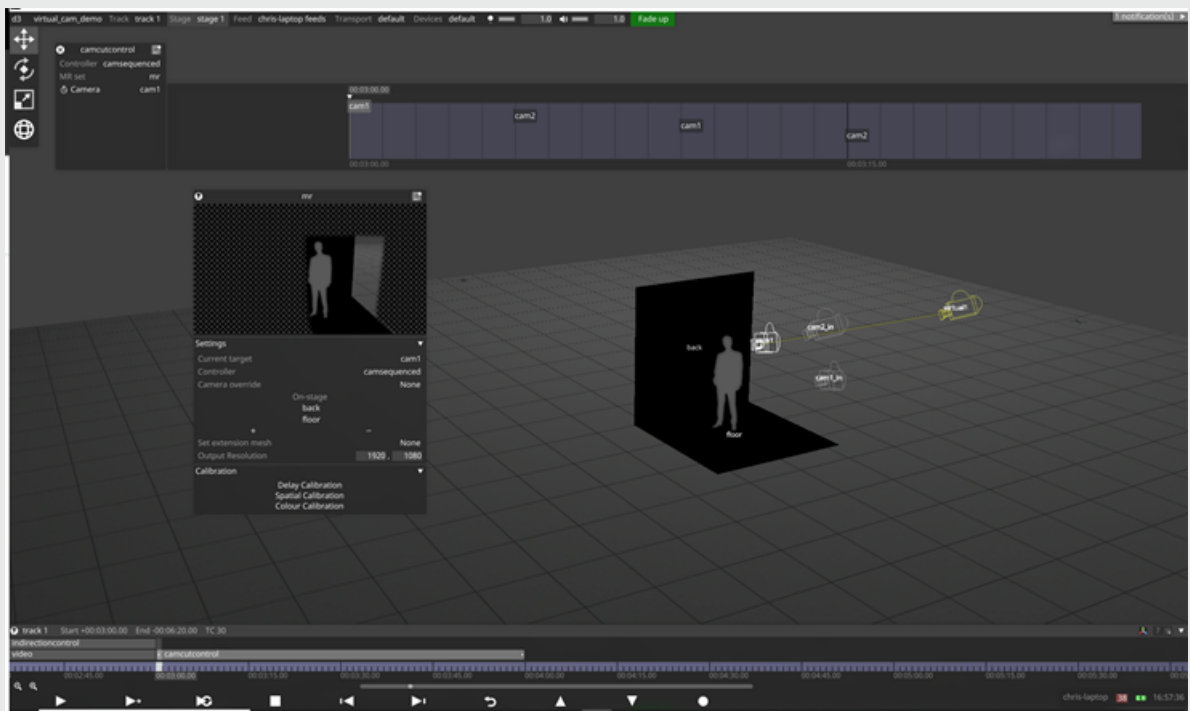 d3 virtual_cam_demo Track track 1 Stage stage 1 Feed chris-laptop feeds Transport default Devices default 1.0 1.0 Fade up 1 notification(s)
camcutcontrol
Controller camsequenced
MR set mr
Camera cam1
00:03:00.00
cam1
cam2
cam1
cam2
00:03:00.00 00:03:15.00
mr
Settings
Current target cam1
Controller camsequenced
Camera override None
On-stage
back
floor
+ -
Set extension mesh None
Output Resolution 1920 , 1080
Calibration
Delay Calibration
Spatial Calibration
Colour Calibration
virtual1
cam2_in
back
cam1_in
floor
track 1 Start +00:03:00.00 End -00:06:20.00 TC 30
indirectioncontrol
video camcutcontrol
00:02:45.00 00:03:00.00 00:03:15.00 00:03:30.00 00:03:45.00 00:04:00.00 00:04:15.00 00:04:30.00 00:04:45.00 00:05:00.00 00:05:15.00 00:05:30.00
chris-laptop 38 16:57:36